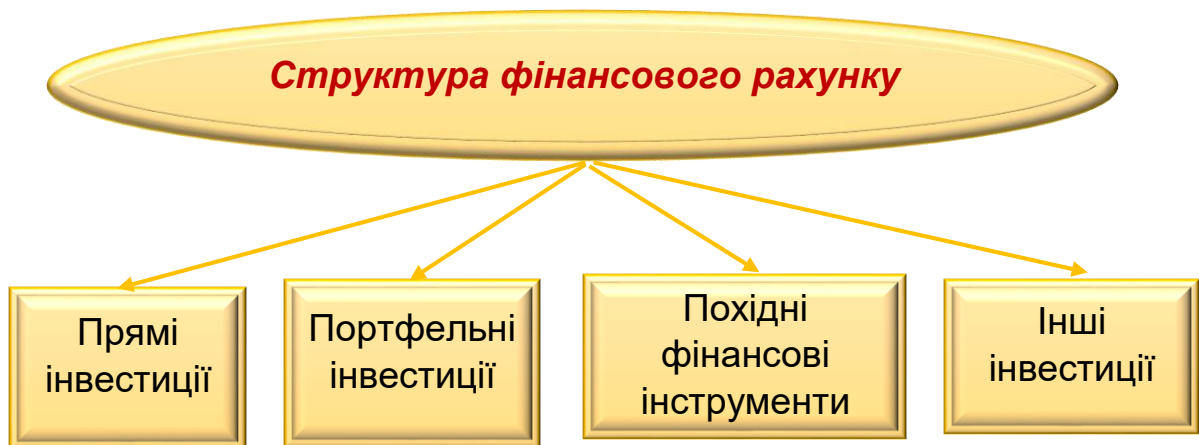 Структура фінансового рахунку
Прямі
інвестиції
Портфельні
інвестиції
Похідні
фінансові
інструменти
Інші
інвестиції